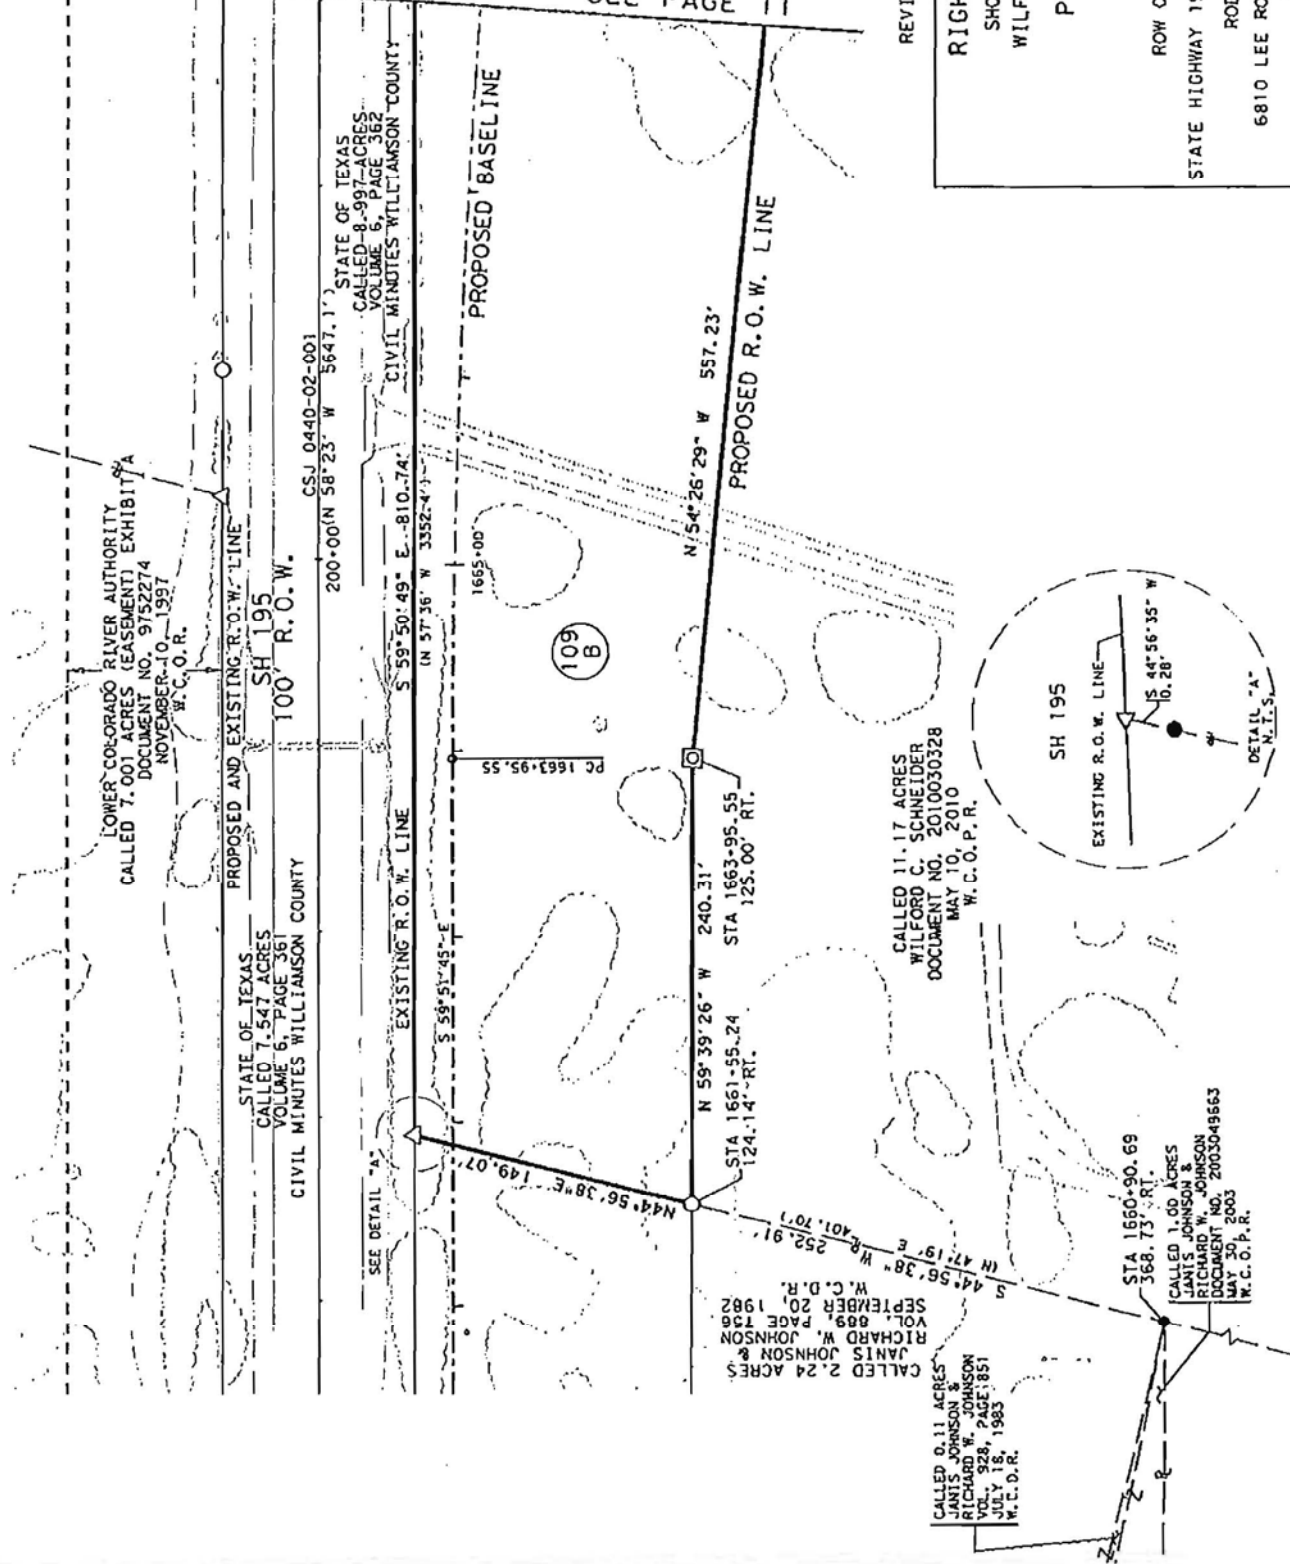 SEE PAGE 11
REVI
RIGH
SHO
WILF
P
ROW C
STATE HIGHWAY 19
ROD
6810 LEE RO
LOWER COLORADO RIVER AUTHORITY
CALLED 7.001 ACRES (EASEMENT) EXHIBIT A
DOCUMENT NO. 9752274
NOVEMBER 10, 1997
W.C.O.R.
PROPOSED AND EXISTING R.O.W. LINE
SH 195
100' R.O.W.
CSJ 0440-02-001
200+00
(N 58°23' W 5647.1')
STATE OF TEXAS
CALLED 8.997 ACRES
VOLUME 6, PAGE 362
CIVIL MINUTES WILLIAMSON COUNTY
STATE OF TEXAS
CALLED 7.547 ACRES
VOLUME 6, PAGE 361
CIVIL MINUTES WILLIAMSON COUNTY
EXISTING R.O.W. LINE
S 59°50'49" E 810.74'
(N 57°36' W 3352.4')
PROPOSED BASELINE
S 59°51'45" E
1665+00
PC 1663+95.55
109
B
SEE DETAIL "A"
N44°56'38"E 149.07'
N 59°39'26" W 240.31'
N 54°26'29" W 557.23'
PROPOSED R.O.W. LINE
STA 1661+55.24
124.14' RT.
STA 1663+95.55
125.00' RT.
CALLED 11.17 ACRES
WILFORD C. SCHNEIDER
DOCUMENT NO. 2010030328
MAY 10, 2010
W.C.O.P.R.
S 44°56'38" W 252.91'
(N 47°19' E 401.70')
CALLED 2.24 ACRES
JANIS JOHNSON &
RICHARD W. JOHNSON
VOL. 889, PAGE 756
SEPTEMBER 20, 1982
W.C.D.R.
CALLED 0.11 ACRES
JANIS JOHNSON &
RICHARD W. JOHNSON
VOL. 928, PAGE 851
JULY 18, 1983
W.C.D.R.
STA 1660+90.69
368.73' RT.
CALLED 1.00 ACRES
JANIS JOHNSON &
RICHARD W. JOHNSON
DOCUMENT NO. 2003049663
MAY 30, 2003
W.C.O.P.R.
SH 195
EXISTING R.O.W. LINE
S 44°56'35" W
10.28'
DETAIL "A"
N.T.S.